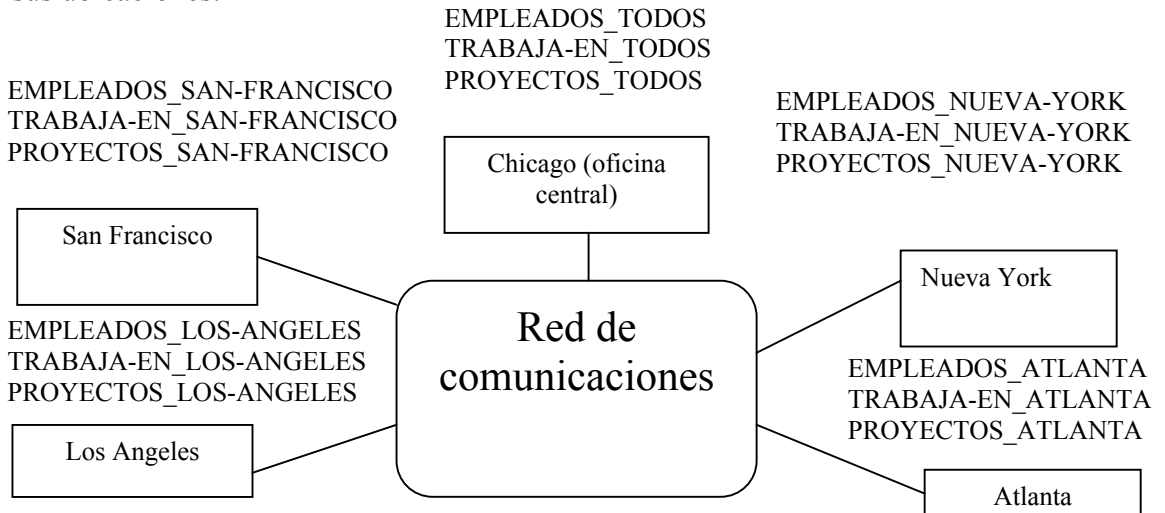 EMPLEADOS_TODOS
TRABAJA-EN_TODOS
PROYECTOS_TODOS
EMPLEADOS_SAN-FRANCISCO
TRABAJA-EN_SAN-FRANCISCO
PROYECTOS_SAN-FRANCISCO
EMPLEADOS_NUEVA-YORK
TRABAJA-EN_NUEVA-YORK
PROYECTOS_NUEVA-YORK
Chicago (oficina
central)
San Francisco
Nueva York
EMPLEADOS_LOS-ANGELES
TRABAJA-EN_LOS-ANGELES
PROYECTOS_LOS-ANGELES
Red de
comunicaciones
EMPLEADOS_ATLANTA
TRABAJA-EN_ATLANTA
PROYECTOS_ATLANTA
Los Angeles
Atlanta